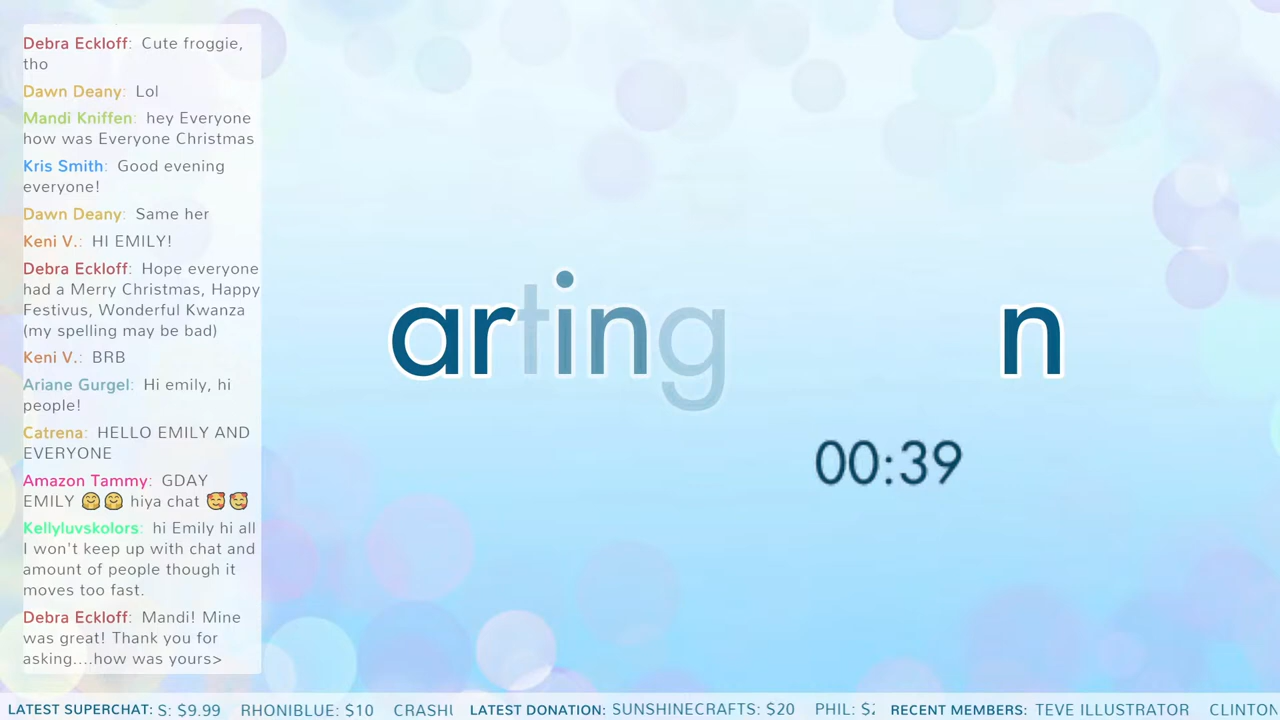 Debra Eckloff: Cute froggie,
tho
Dawn Deany: Lol
Mandi Kniffen: hey Everyone
how was Everyone Christmas
Kris Smith: Good evening
everyone!
Dawn Deany: Same her
Keni V.: HI EMILY!
Debra Eckloff: Hope everyone
had a Merry Christmas, Happy
Festivus, Wonderful Kwanza
(my spelling may be bad)
Keni V.: BRB
Ariane Gurgel: Hi emily, hi
people!
Catrena: HELLO EMILY AND
EVERYONE
Amazon Tammy: GDAY
EMILY 🤗🤗 hiya chat 🥰🥰
Kellyluvskolors: hi Emily hi all
I won't keep up with chat and
amount of people though it
moves too fast.
Debra Eckloff: Mandi! Mine
was great! Thank you for
asking....how was yours>
arting n
00:39
LATEST SUPERCHAT: S: $9.99 RHONIBLUE: $10 CRASHL LATEST DONATION: SUNSHINECRAFTS: $20 PHIL: $2 RECENT MEMBERS: TEVE ILLUSTRATOR CLINTON